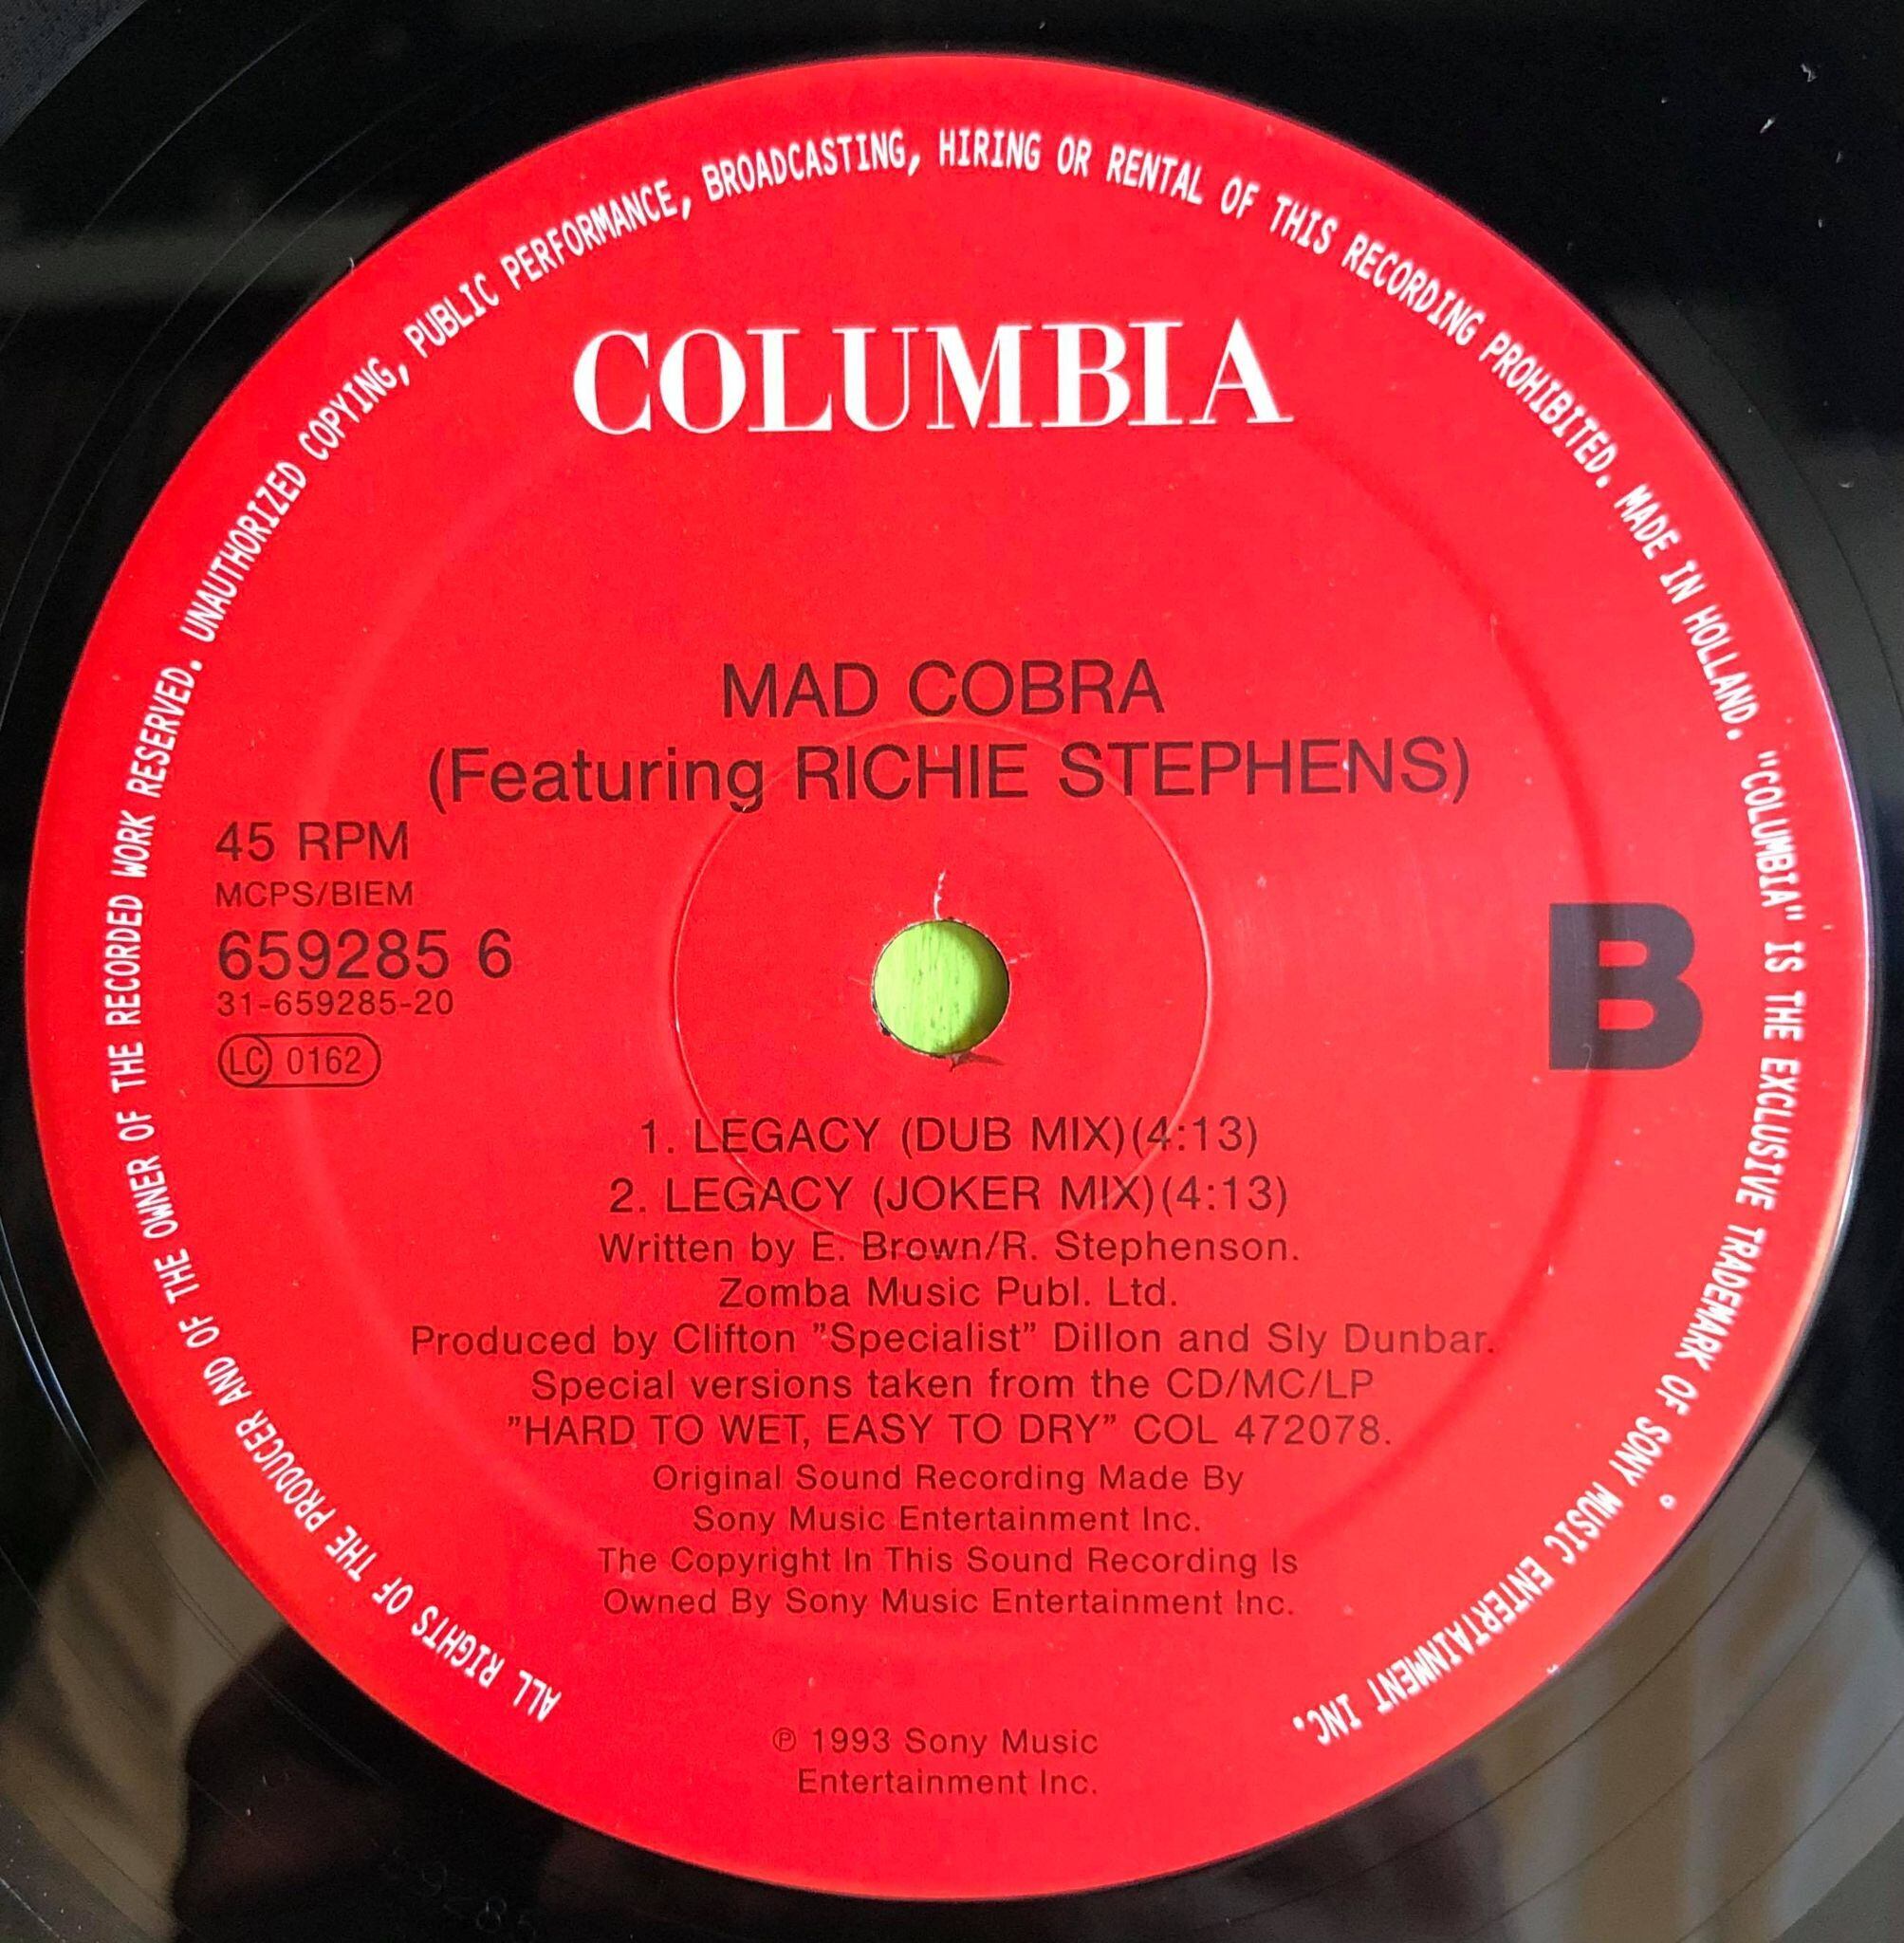 ALL RIGHTS OF THE PRODUCER AND OF THE OWNER OF THE RECORDED WORK RESERVED. UNAUTHORIZED COPYING, PUBLIC PERFORMANCE, BROADCASTING, HIRING OR RENTAL OF THIS RECORDING PROHIBITED. MADE IN HOLLAND. "COLUMBIA" IS THE EXCLUSIVE TRADEMARK OF SONY MUSIC ENTERTAINMENT INC.
COLUMBIA
MAD COBRA
(Featuring RICHIE STEPHENS)
45 RPM
MCPS/BIEM
659285 6
31-659285-20
LC 0162
B
1. LEGACY (DUB MIX)(4:13)
2. LEGACY (JOKER MIX)(4:13)
Written by E. Brown/R. Stephenson.
Zomba Music Publ. Ltd.
Produced by Clifton "Specialist" Dillon and Sly Dunbar.
Special versions taken from the CD/MC/LP
"HARD TO WET, EASY TO DRY" COL 472078.
Original Sound Recording Made By
Sony Music Entertainment Inc.
The Copyright In This Sound Recording Is
Owned By Sony Music Entertainment Inc.
℗ 1993 Sony Music
Entertainment Inc.